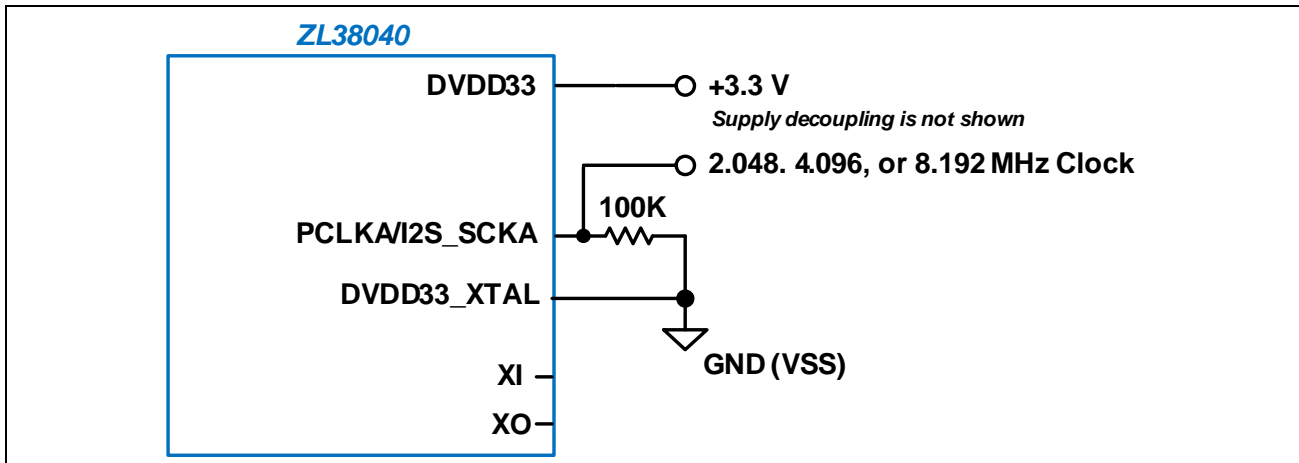 ZL38040
DVDD33
+3.3 V
Supply decoupling is not shown
2.048. 4.096, or 8.192 MHz Clock
100K
PCLKA/I2S_SCKA
DVDD33_XTAL
GND (VSS)
XI
XO